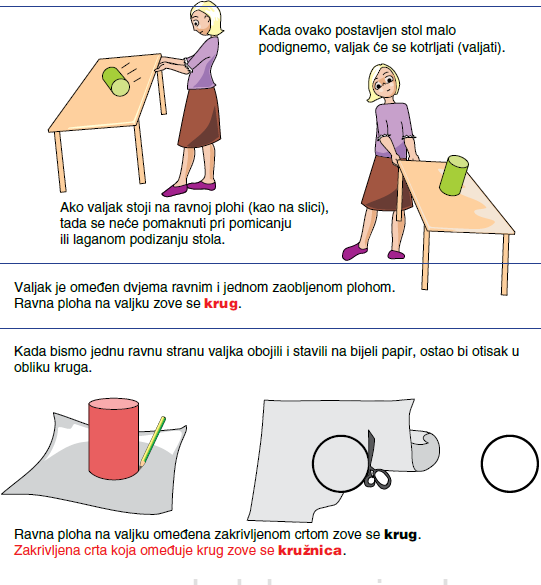 Kada ovako postavljen stol malo
podignemo, valjak će se kotrljati (valjati).
Ako valjak stoji na ravnoj plohi (kao na slici),
tada se neće pomaknuti pri pomicanju
ili laganom podizanju stola.
Valjak je omeđen dvjema ravnim i jednom zaobljenom plohom.
Ravna ploha na valjku zove se krug.
Kada bismo jednu ravnu stranu valjka obojili i stavili na bijeli papir, ostao bi otisak u
obliku kruga.
Ravna ploha na valjku omeđena zakrivljenom crtom zove se krug.
Zakrivljena crta koja omeđuje krug zove se kružnica.